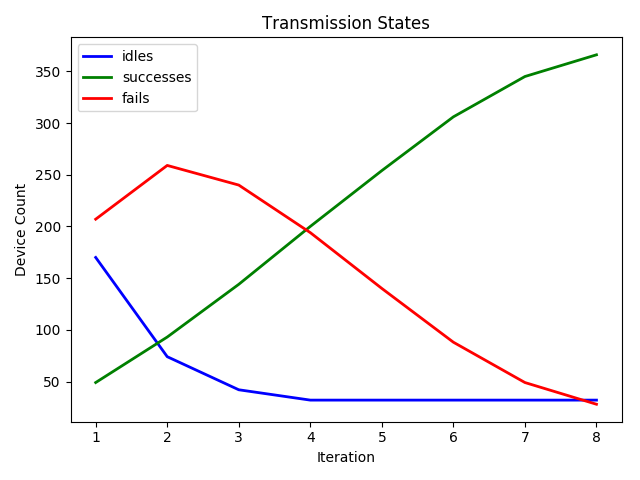 Transmission States
idles
successes
fails
Device Count
350
300
250
200
150
100
50
1 2 3 4 5 6 7 8
Iteration